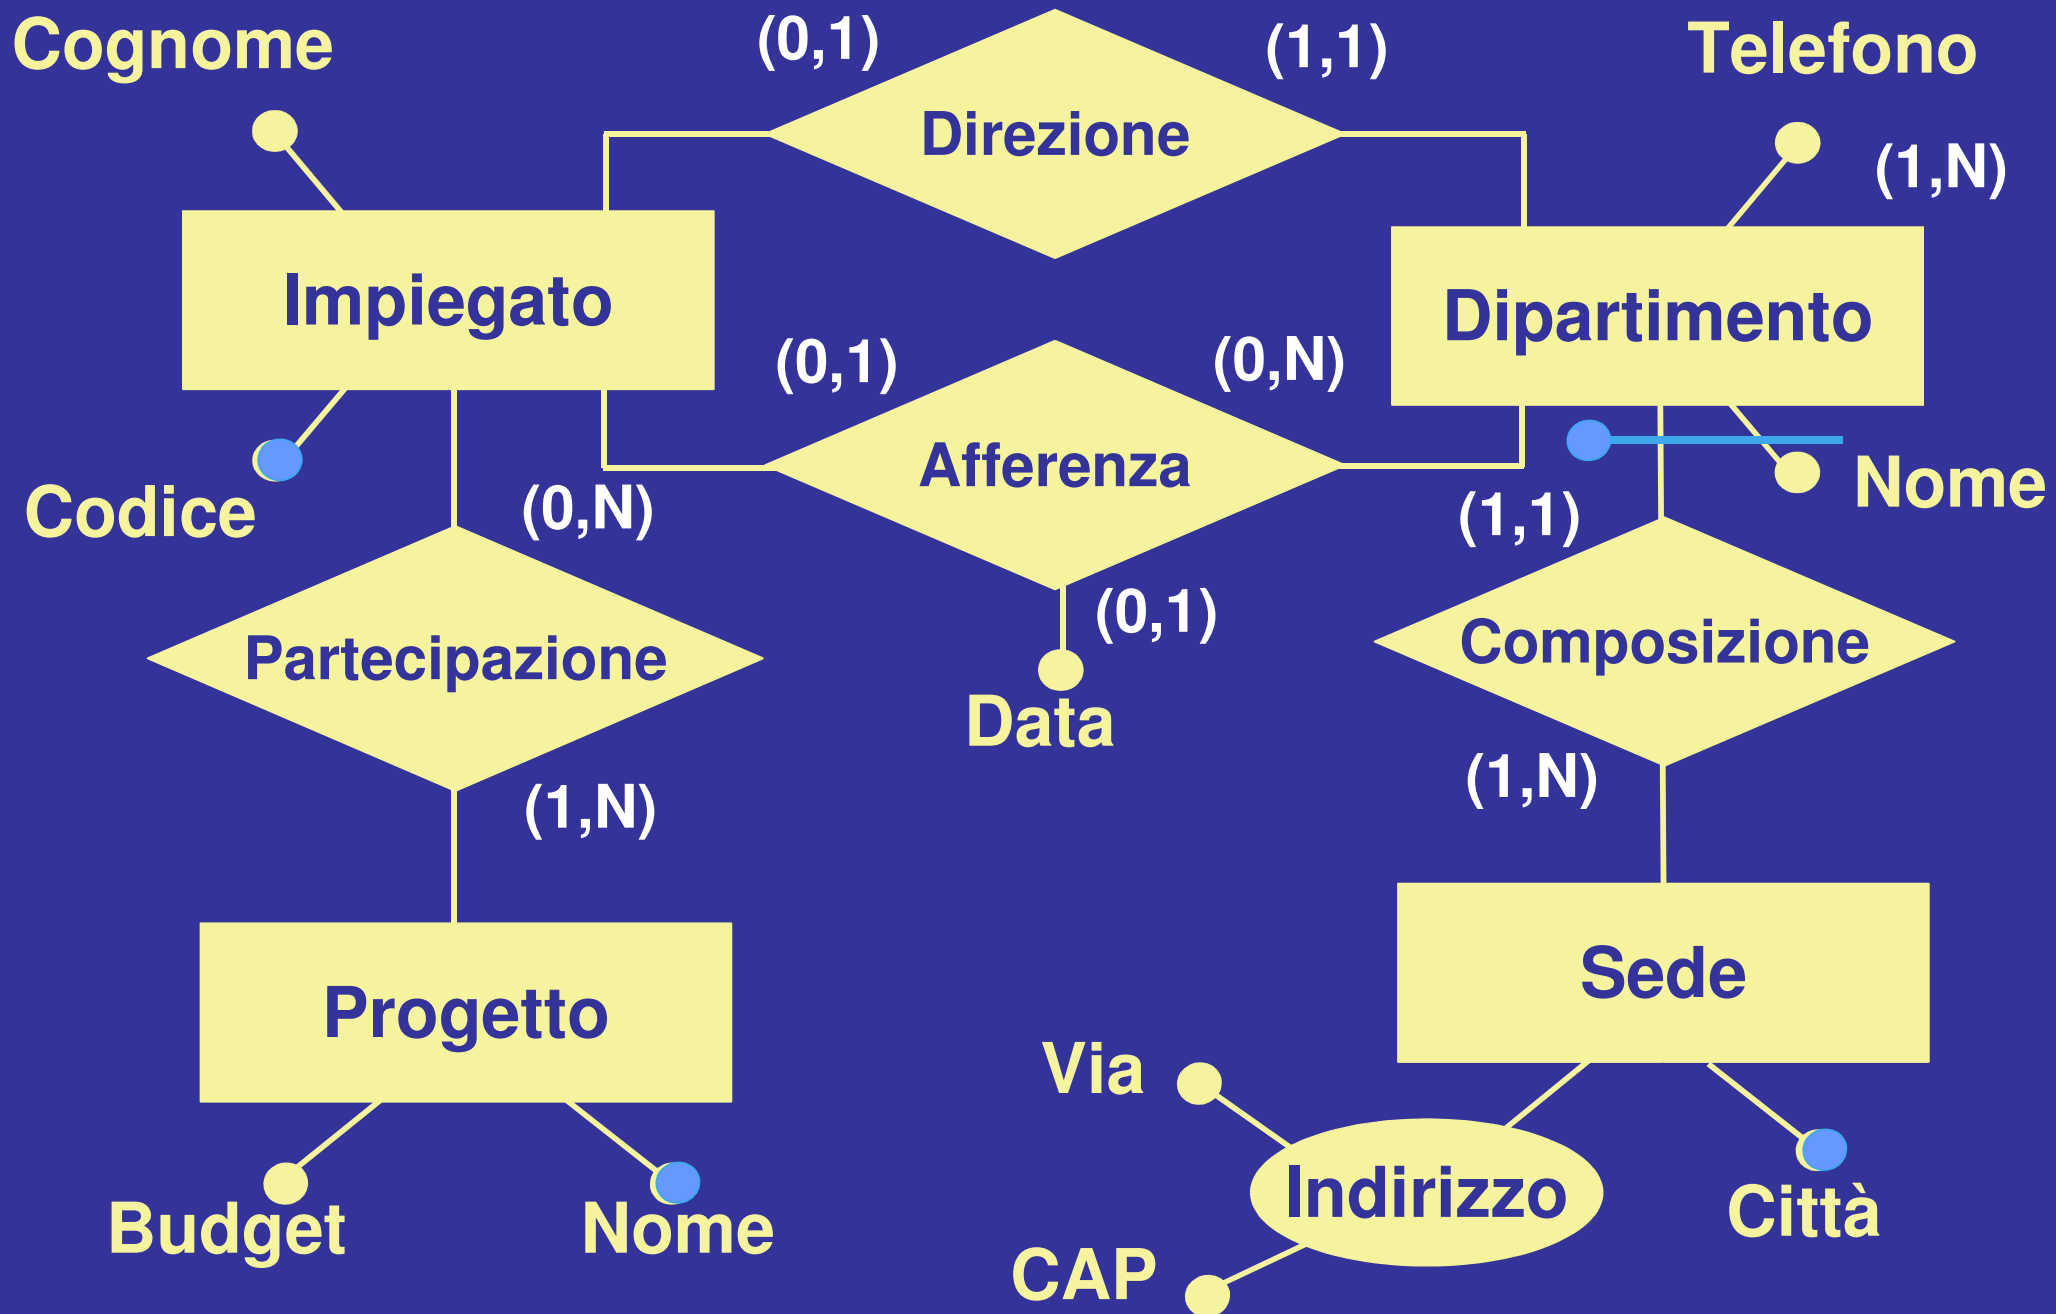 Cognome
(0,1)
(1,1)
Telefono
Direzione
(1,N)
Impiegato
Dipartimento
(0,1)
(0,N)
Afferenza
Codice
(0,N)
(1,1)
Nome
Partecipazione
(0,1)
Composizione
Data
(1,N)
(1,N)
Progetto
Sede
Via
Indirizzo
Città
Budget
Nome
CAP